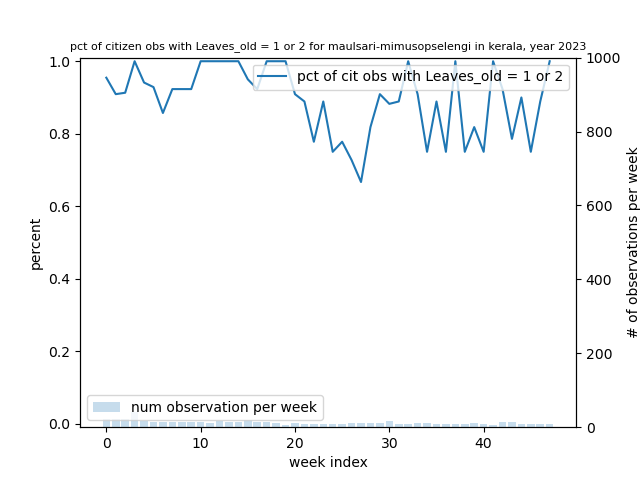 pct of citizen obs with Leaves_old = 1 or 2 for maulsari-mimusopselengi in kerala, year 2023
pct of cit obs with Leaves_old = 1 or 2
num observation per week
percent
1.0
0.8
0.6
0.4
0.2
0.0
# of observations per week
1000
800
600
400
200
0
0 10 20 30 40
week index